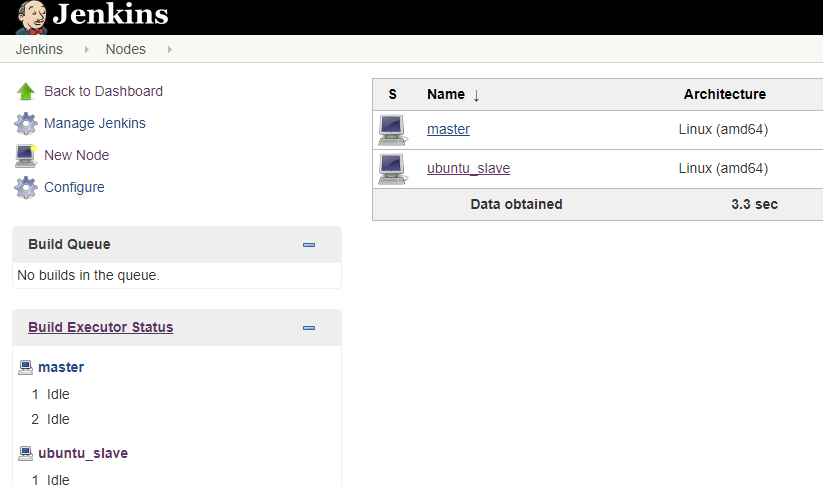 Jenkins
Jenkins Nodes
Back to Dashboard
Manage Jenkins
New Node
Configure
Build Queue
No builds in the queue.
Build Executor Status
master
1 Idle
2 Idle
ubuntu_slave
1 Idle
S Name ↓ Architecture
master Linux (amd64)
ubuntu_slave Linux (amd64)
Data obtained 3.3 sec